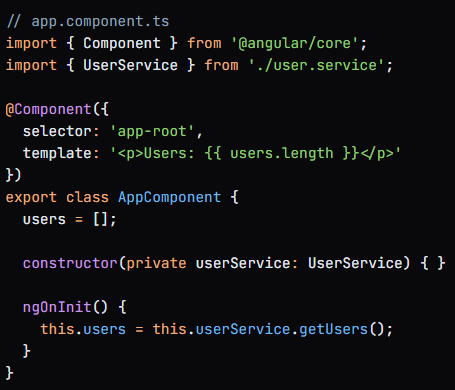 // app.component.ts
import { Component } from '@angular/core';
import { UserService } from './user.service';

@Component({
  selector: 'app-root',
  template: '<p>Users: {{ users.length }}</p>'
})
export class AppComponent {
  users = [];

  constructor(private userService: UserService) { }

  ngOnInit() {
    this.users = this.userService.getUsers();
  }
}